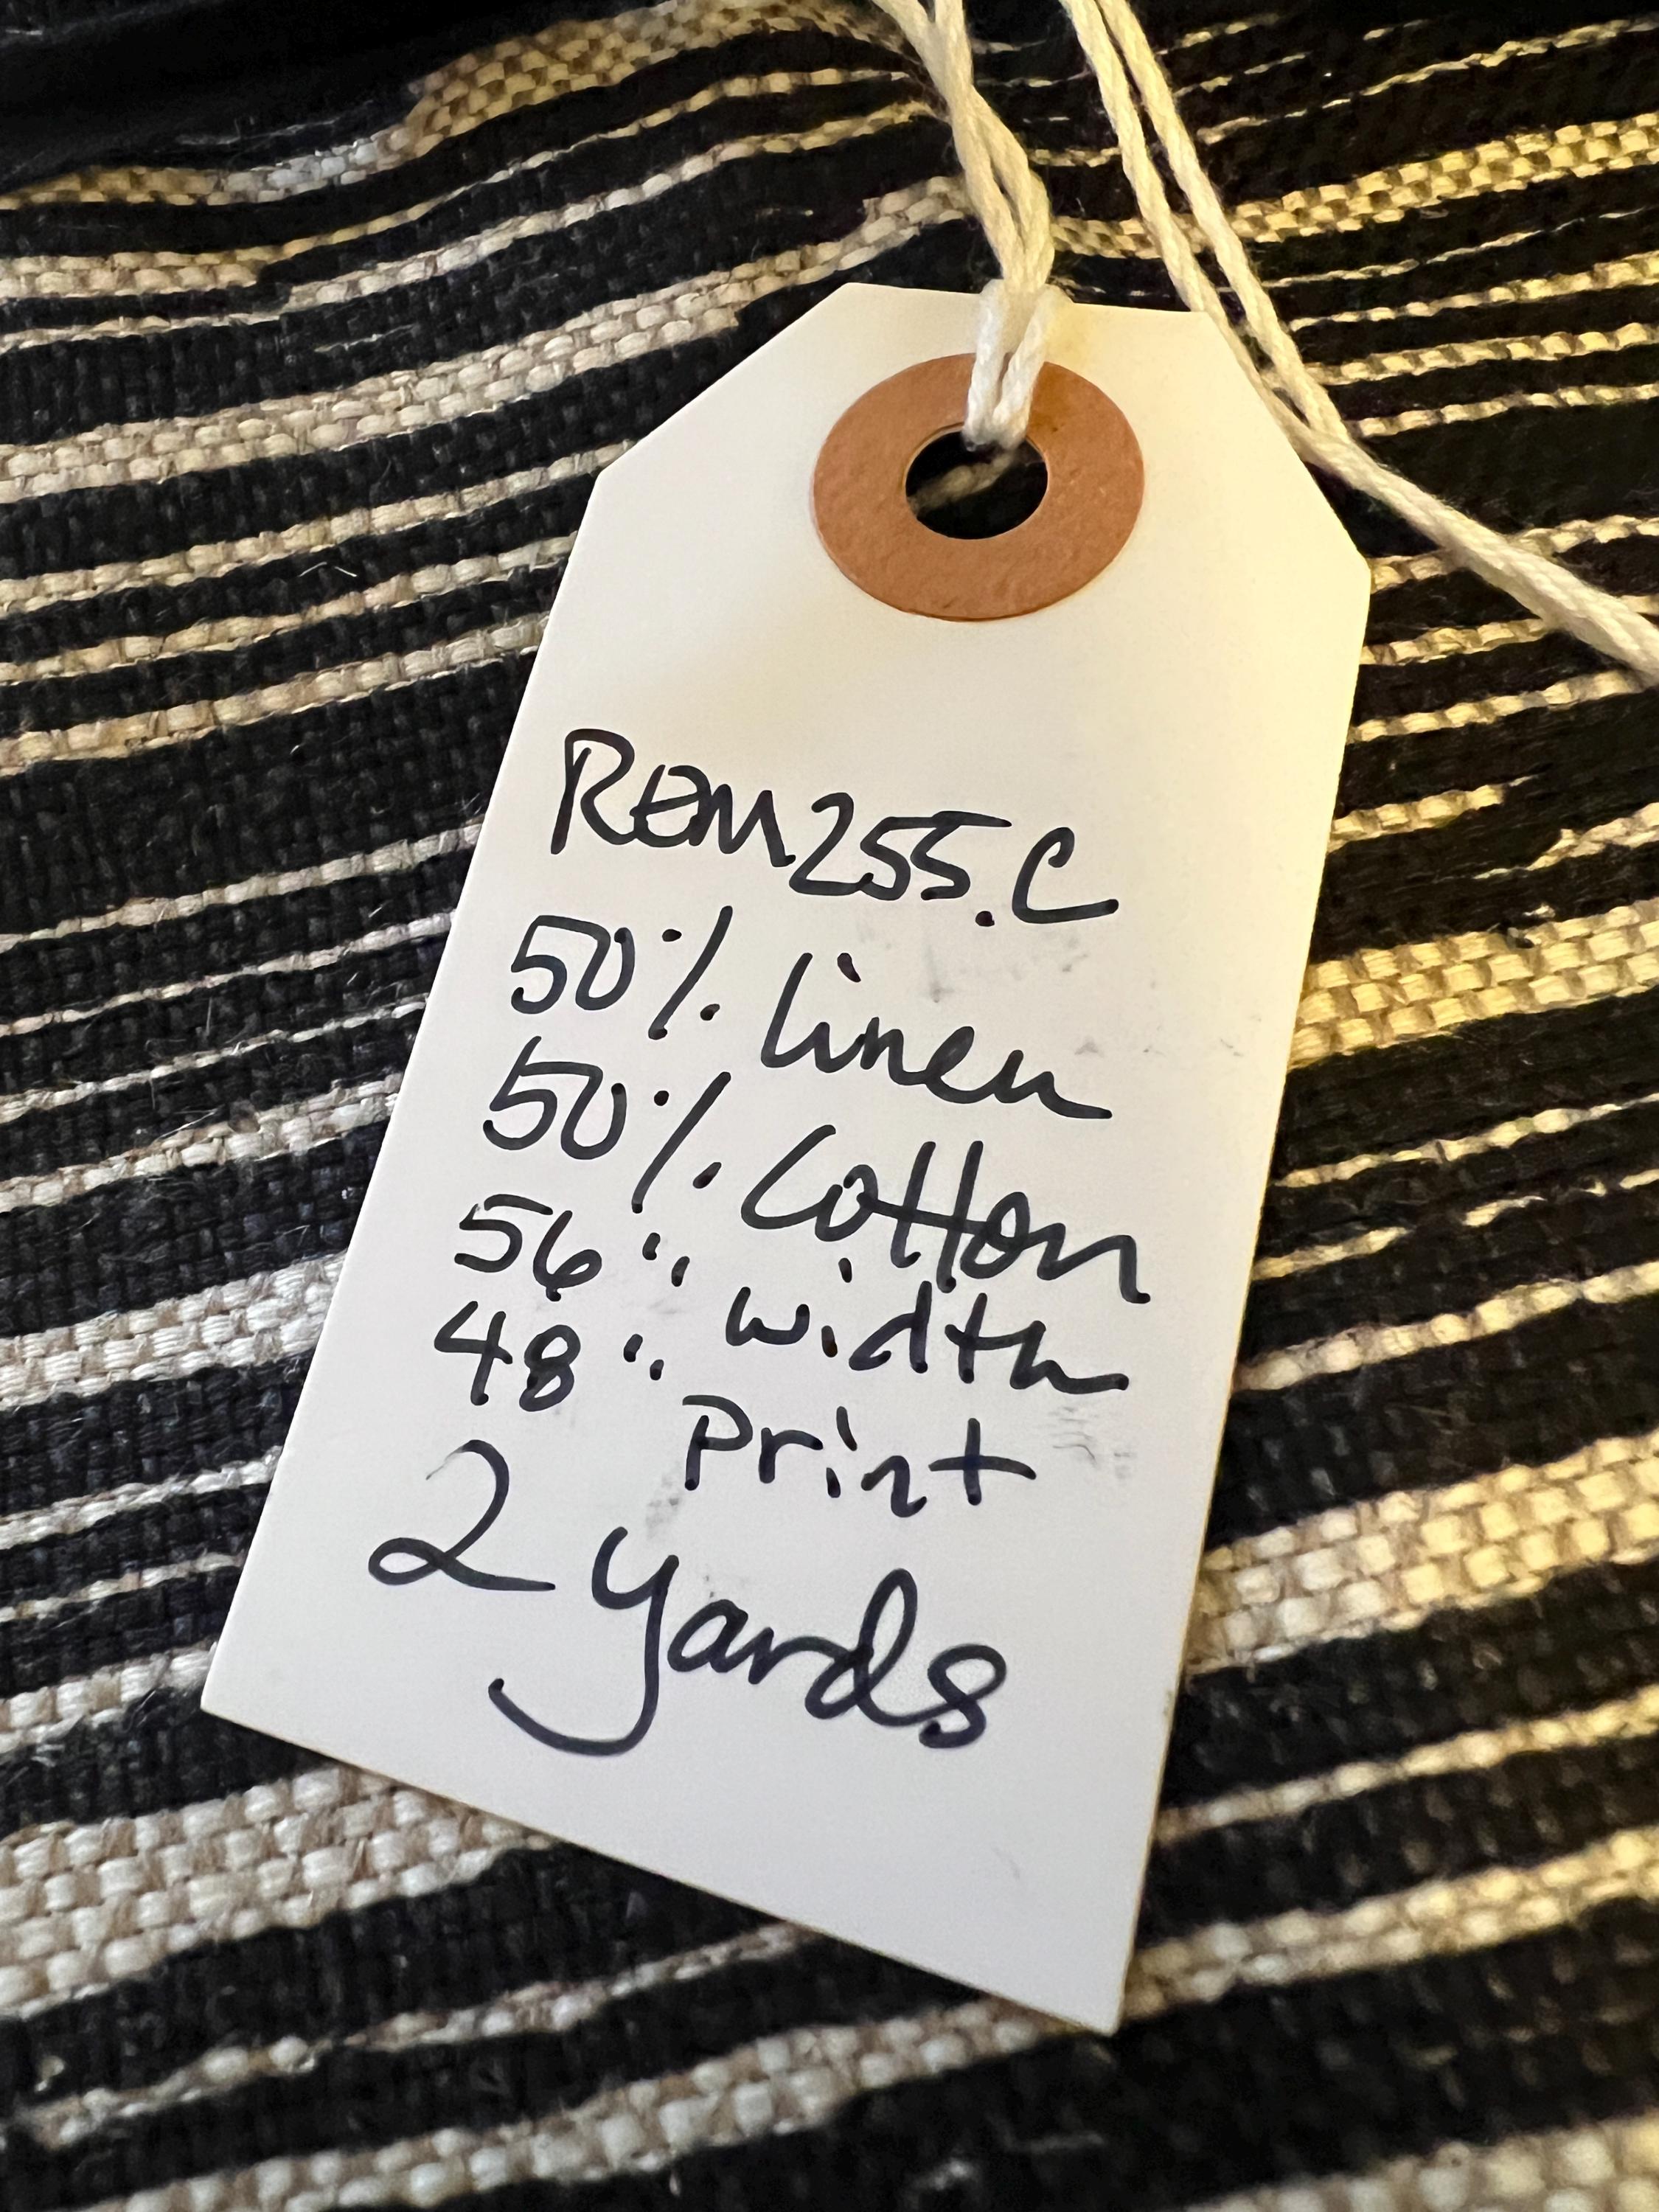 REM255.C
50% linen
50% Cotton
56" width
48" Print
2 yards